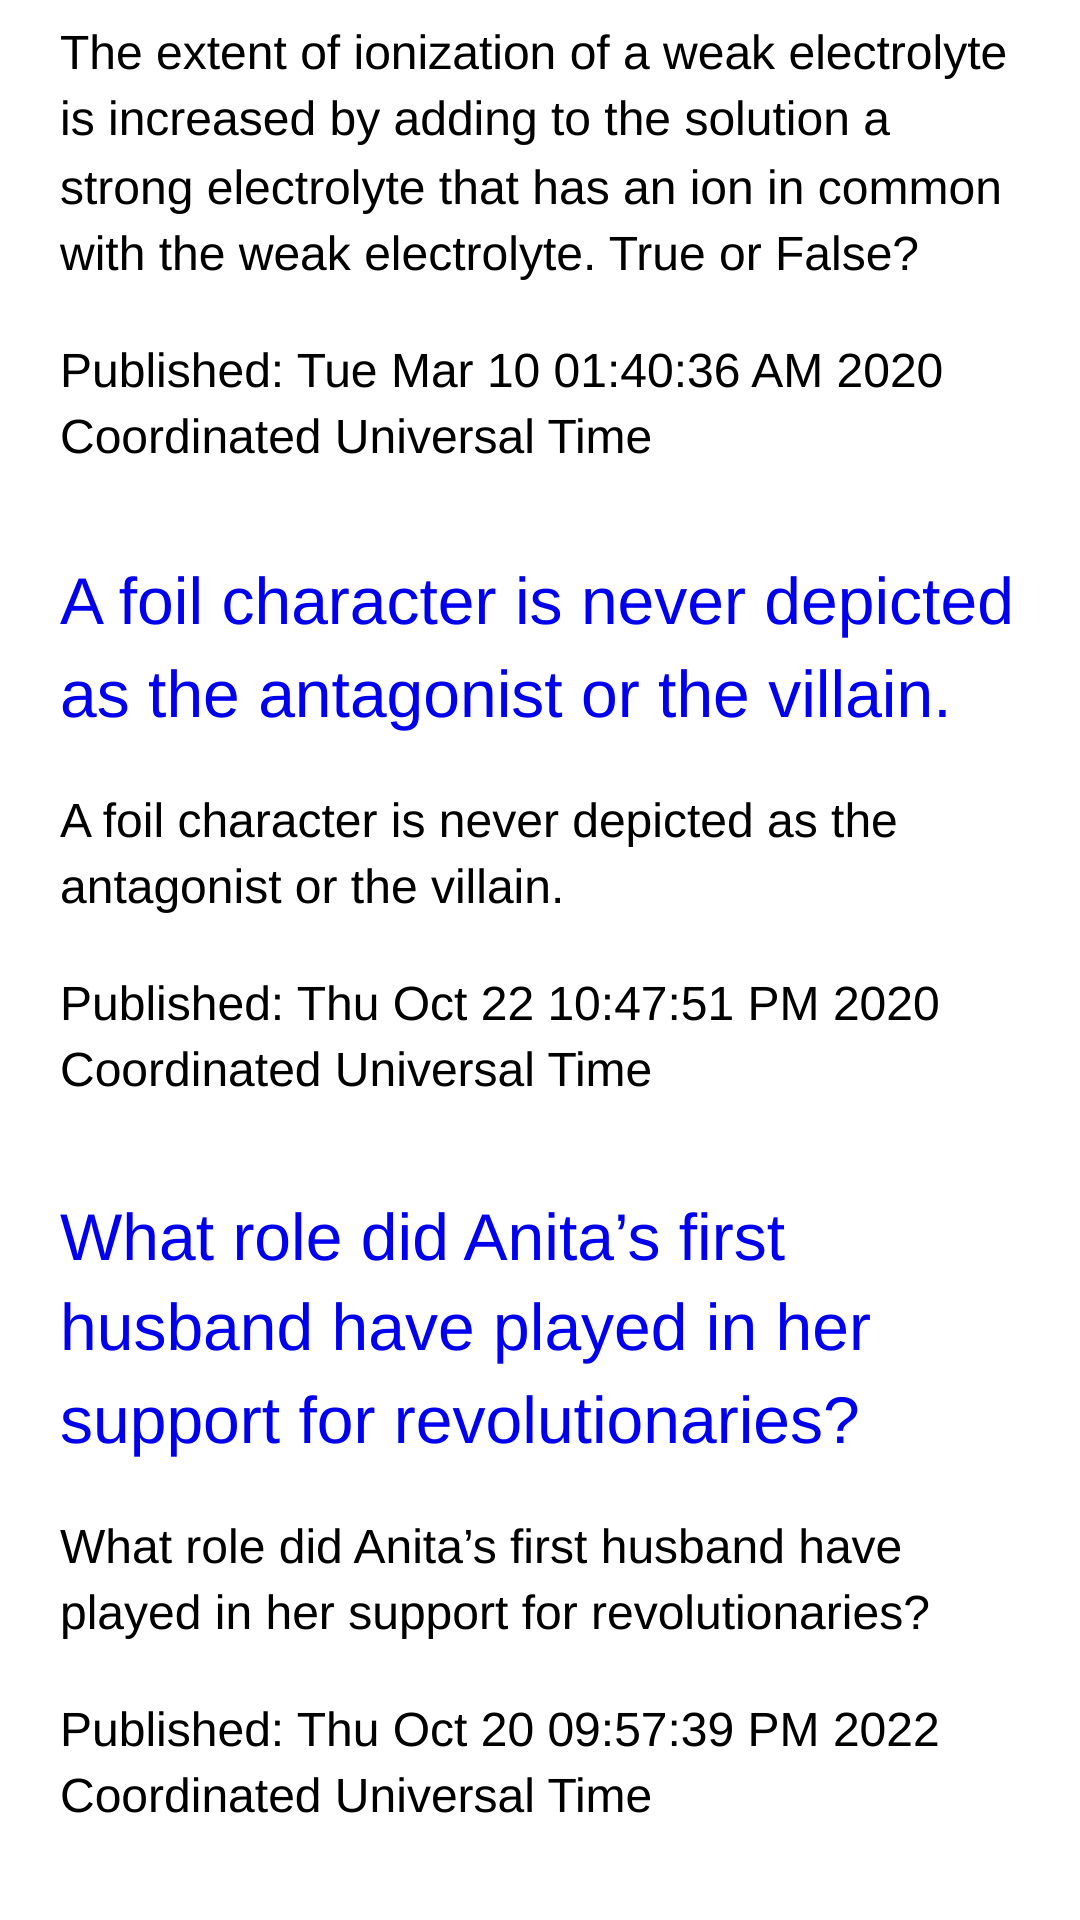 The extent of ionization of a weak electrolyte
is increased by adding to the solution a
strong electrolyte that has an ion in common
with the weak electrolyte. True or False?
Published: Tue Mar 10 01:40:36 AM 2020
Coordinated Universal Time
A foil character is never depicted
as the antagonist or the villain.
A foil character is never depicted as the
antagonist or the villain.
Published: Thu Oct 22 10:47:51 PM 2020
Coordinated Universal Time
What role did Anita’s first
husband have played in her
support for revolutionaries?
What role did Anita’s first husband have
played in her support for revolutionaries?
Published: Thu Oct 20 09:57:39 PM 2022
Coordinated Universal Time